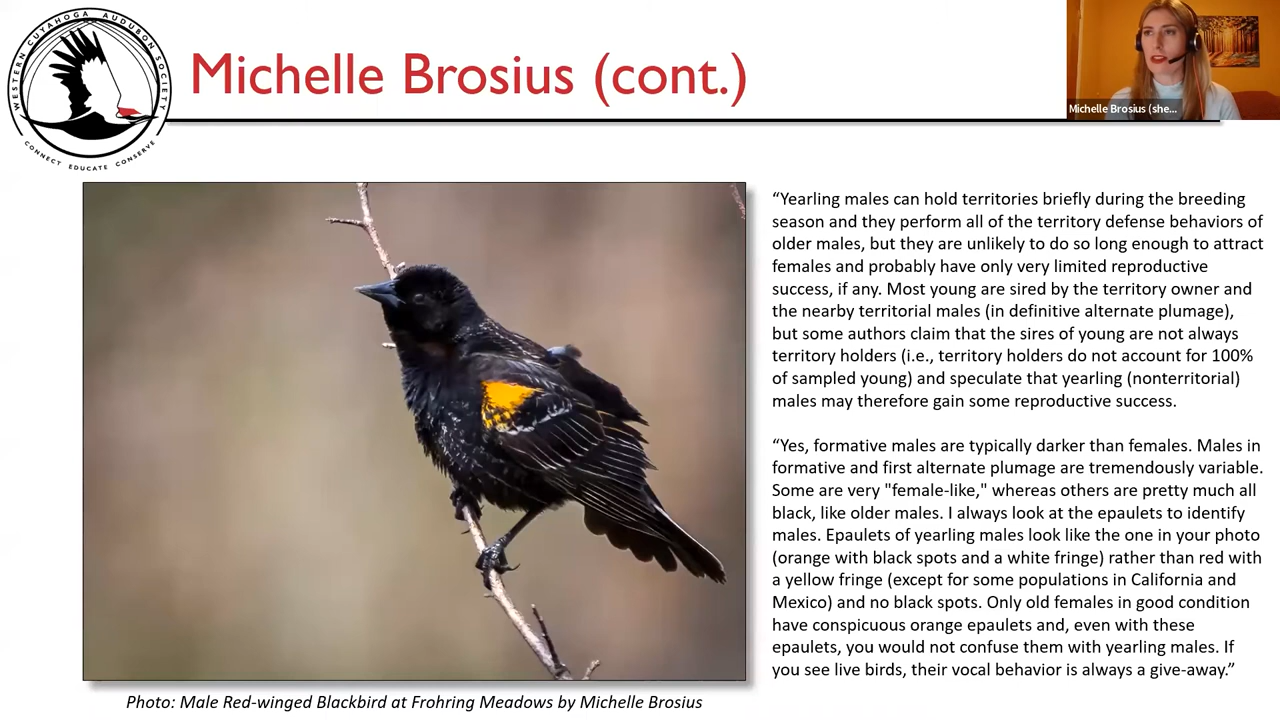 WESTERN CUYAHOGA AUDUBON SOCIETY
CONNECT EDUCATE CONSERVE
Michelle Brosius (cont.)
Michelle Brosius (she...
“Yearling males can hold territories briefly during the breeding
season and they perform all of the territory defense behaviors of
older males, but they are unlikely to do so long enough to attract
females and probably have only very limited reproductive
success, if any. Most young are sired by the territory owner and
the nearby territorial males (in definitive alternate plumage),
but some authors claim that the sires of young are not always
territory holders (i.e., territory holders do not account for 100%
of sampled young) and speculate that yearling (nonterritorial)
males may therefore gain some reproductive success.
“Yes, formative males are typically darker than females. Males in
formative and first alternate plumage are tremendously variable.
Some are very "female-like," whereas others are pretty much all
black, like older males. I always look at the epaulets to identify
males. Epaulets of yearling males look like the one in your photo
(orange with black spots and a white fringe) rather than red with
a yellow fringe (except for some populations in California and
Mexico) and no black spots. Only old females in good condition
have conspicuous orange epaulets and, even with these
epaulets, you would not confuse them with yearling males. If
you see live birds, their vocal behavior is always a give-away.”
Photo: Male Red-winged Blackbird at Frohring Meadows by Michelle Brosius